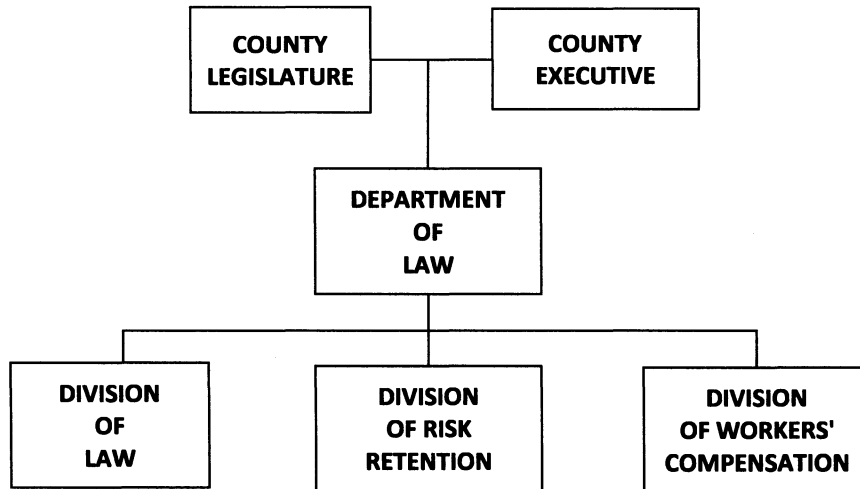 COUNTY
LEGISLATURE
COUNTY
EXECUTIVE
DEPARTMENT
OF
LAW
DIVISION
OF
LAW
DIVISION
OF RISK
RETENTION
DIVISION
OF WORKERS'
COMPENSATION